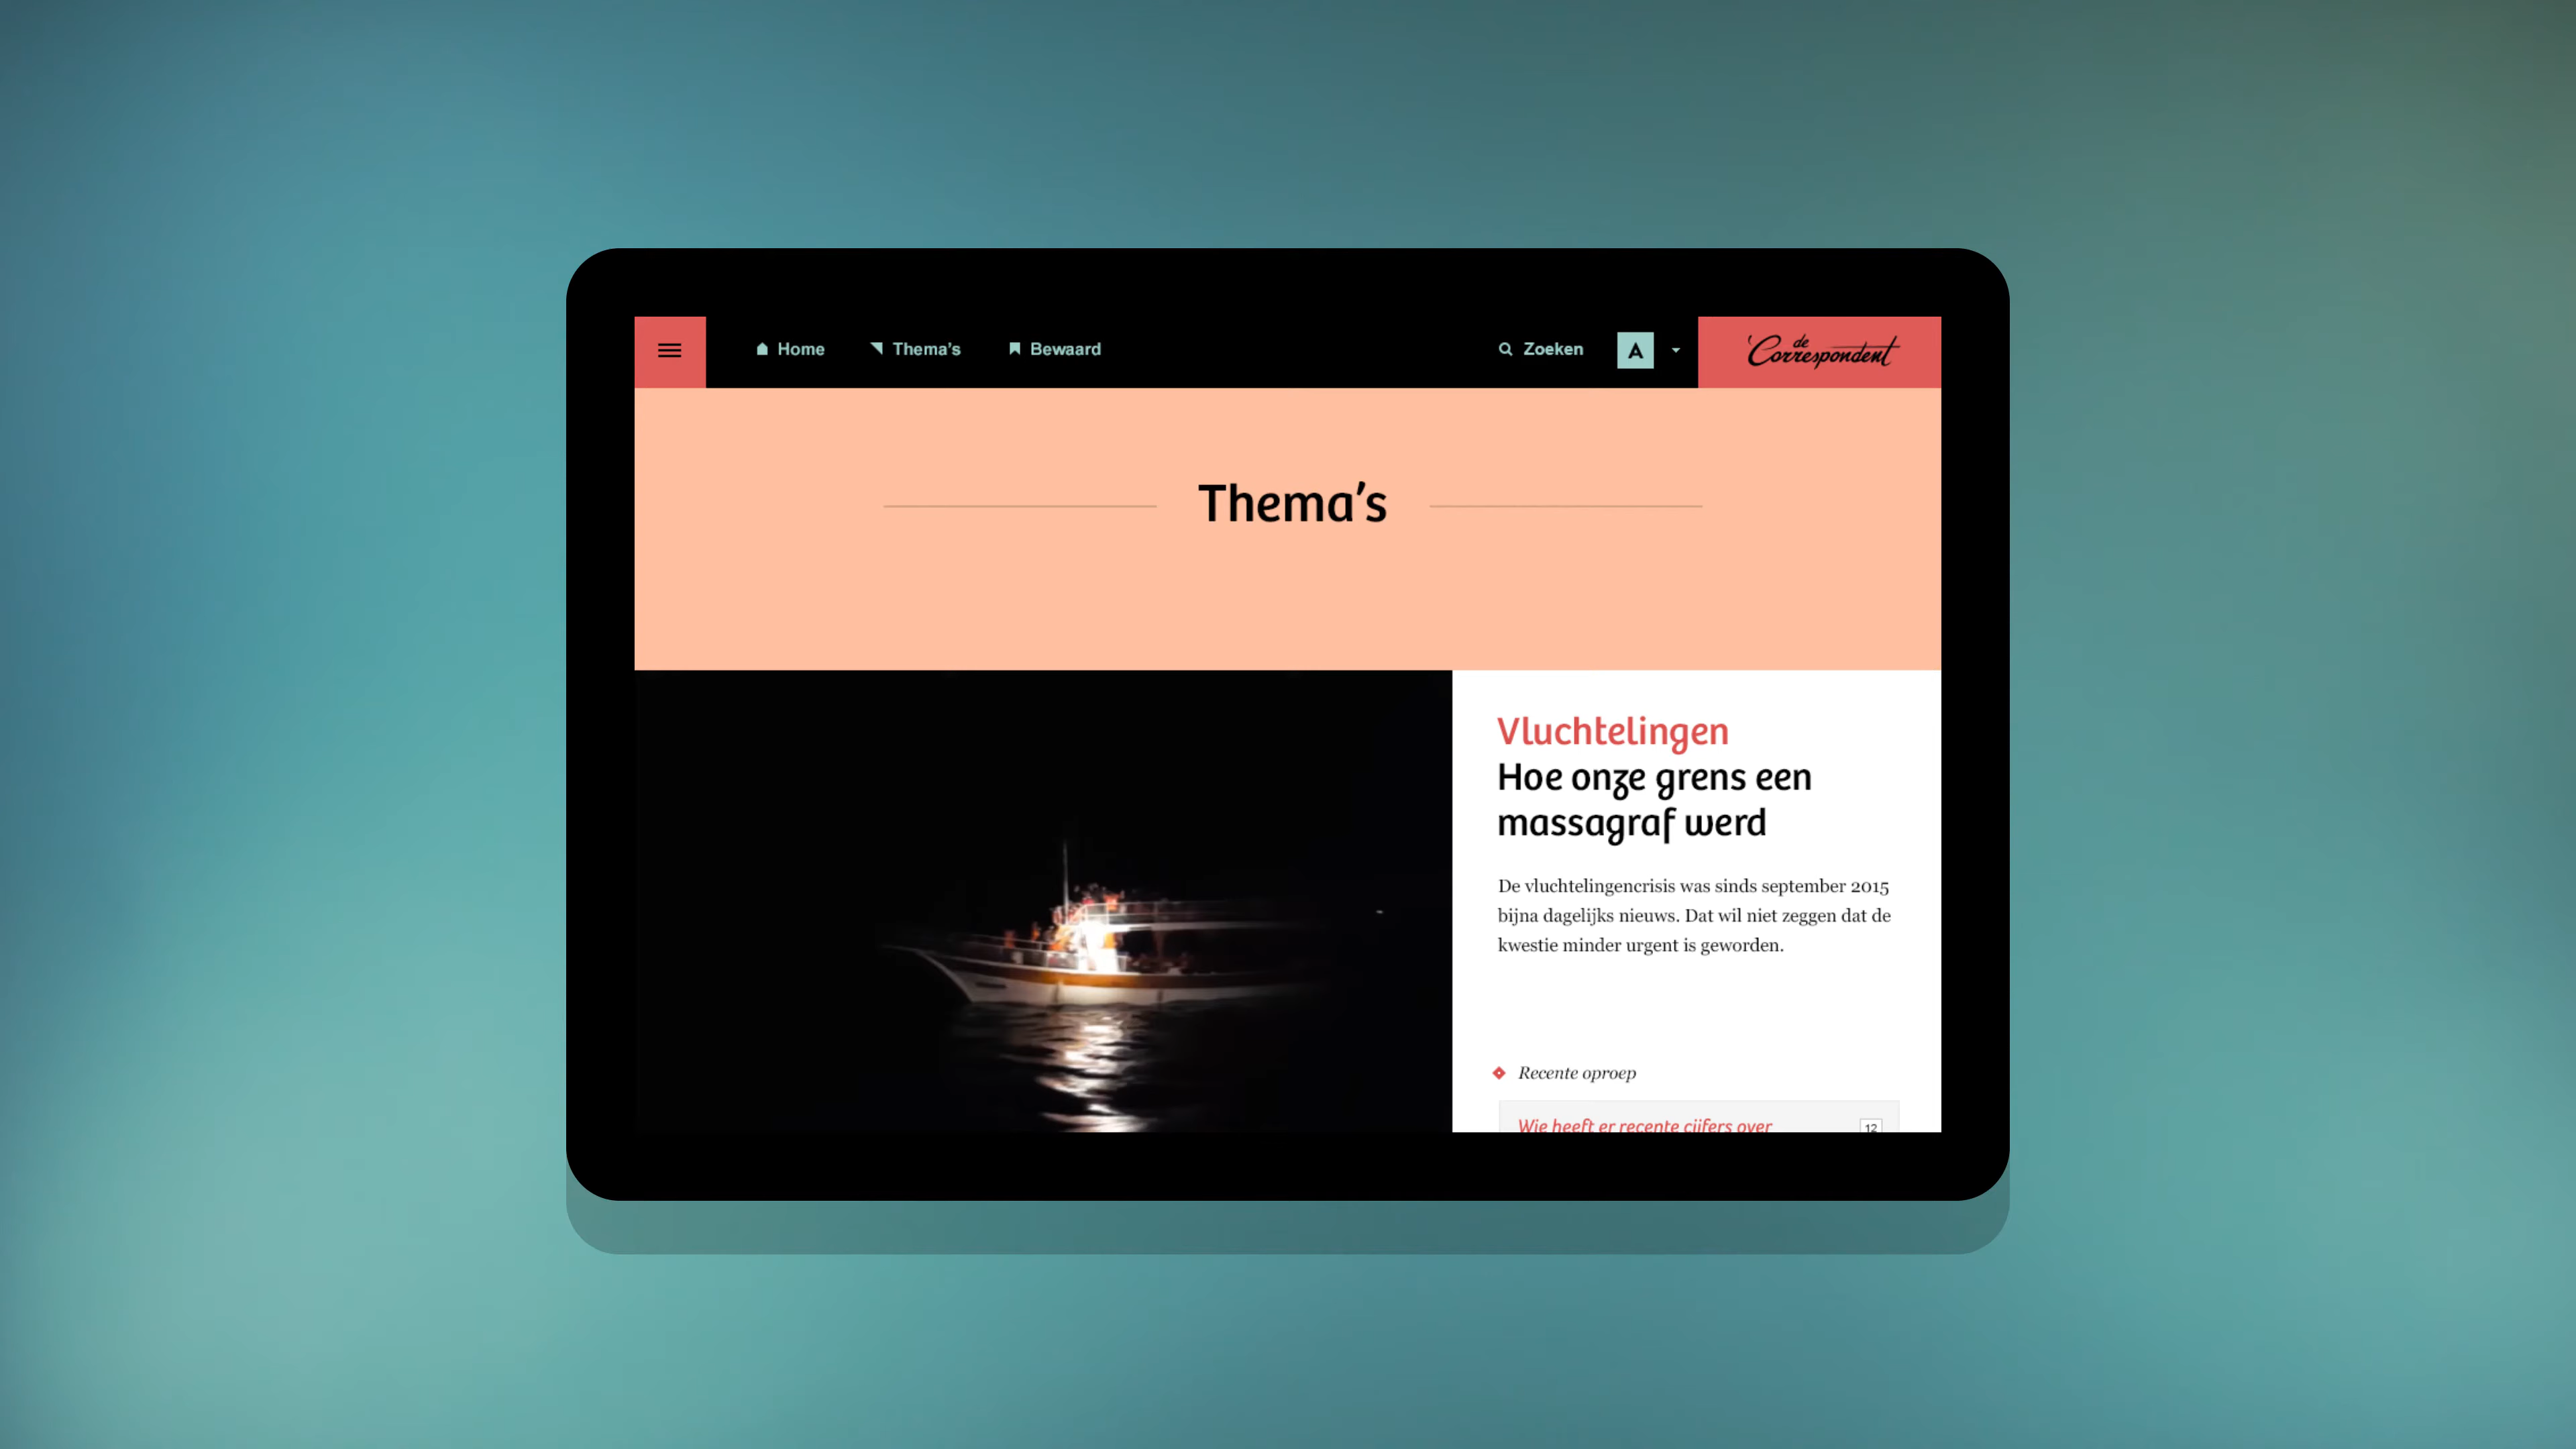 Home
Thema's
Bewaard
Zoeken
A
de Correspondent
Thema's
Vluchtelingen
Hoe onze grens een
massagraf werd
De vluchtelingencrisis was sinds september 2015
bijna dagelijks nieuws. Dat wil niet zeggen dat de
kwestie minder urgent is geworden.
Recente oproep
Wie heeft er recente cijfers over
12